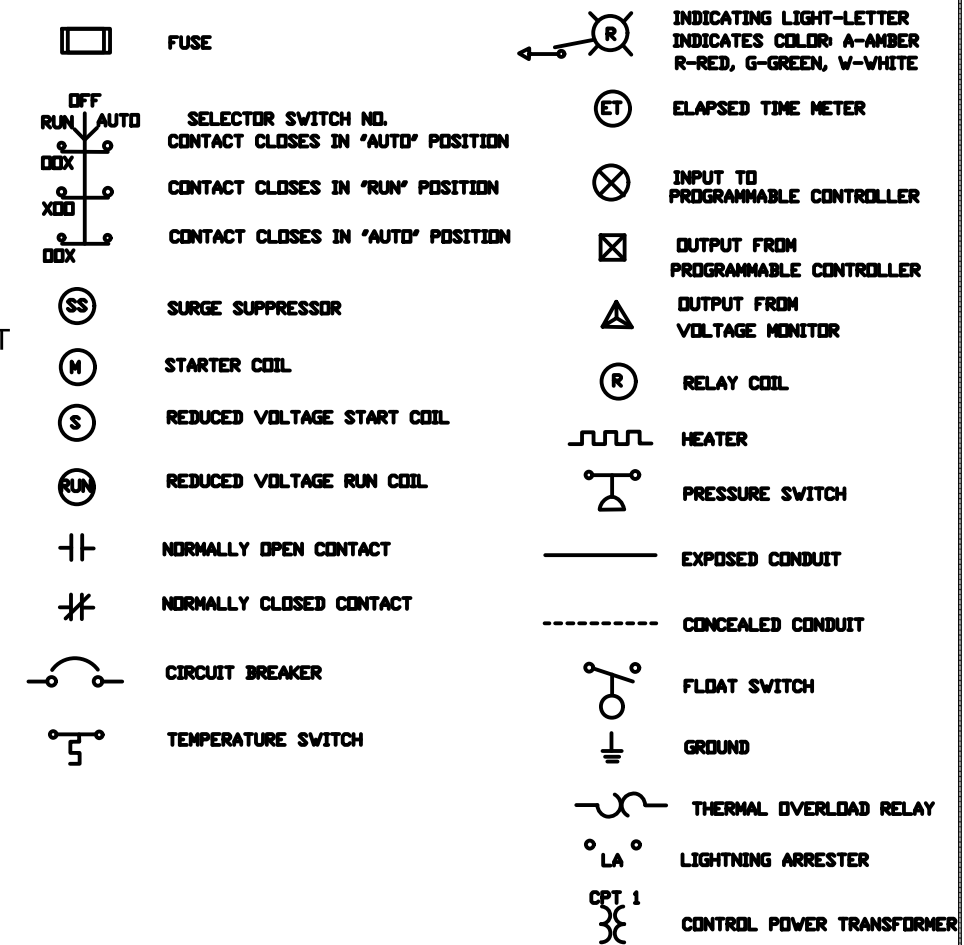 FUSE
OFF
RUN AUTO
SELECTOR SWITCH NO.
CONTACT CLOSES IN "AUTO" POSITION
OOX
CONTACT CLOSES IN "RUN" POSITION
XOO
CONTACT CLOSES IN "AUTO" POSITION
OOX
SS
SURGE SUPPRESSOR
T
M
STARTER COIL
S
REDUCED VOLTAGE START COIL
RUN
REDUCED VOLTAGE RUN COIL
NORMALLY OPEN CONTACT
NORMALLY CLOSED CONTACT
CIRCUIT BREAKER
TEMPERATURE SWITCH
R
INDICATING LIGHT-LETTER
INDICATES COLOR: A-AMBER
R-RED, G-GREEN, W-WHITE
ET
ELAPSED TIME METER
INPUT TO
PROGRAMMABLE CONTROLLER
OUTPUT FROM
PROGRAMMABLE CONTROLLER
OUTPUT FROM
VOLTAGE MONITOR
R
RELAY COIL
HEATER
PRESSURE SWITCH
EXPOSED CONDUIT
CONCEALED CONDUIT
FLOAT SWITCH
GROUND
THERMAL OVERLOAD RELAY
LA
LIGHTNING ARRESTER
CPT 1
CONTROL POWER TRANSFORMER